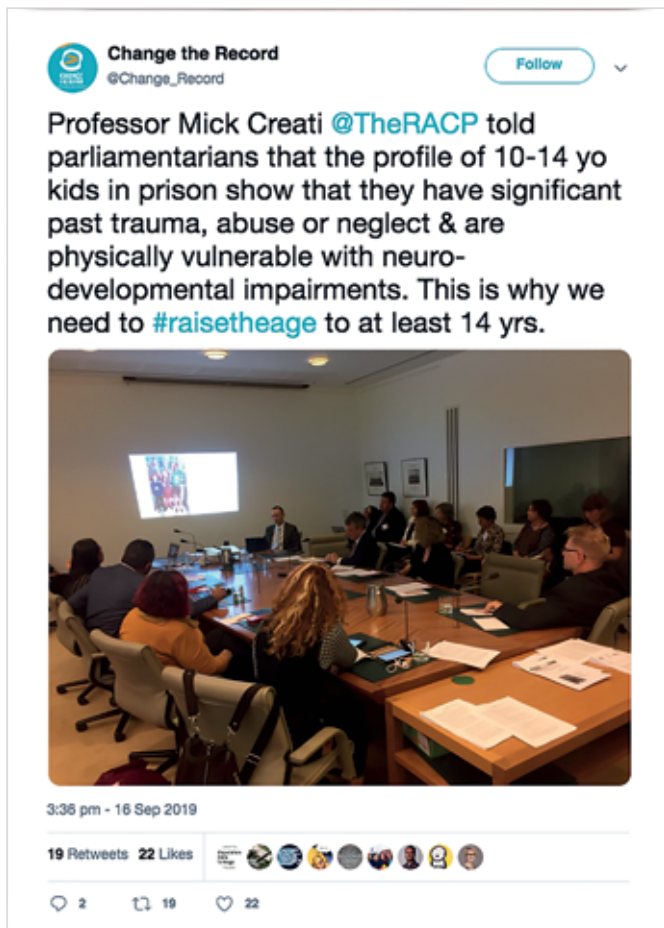 Change the Record
@Change_Record
Follow
Professor Mick Creati @TheRACP told
parliamentarians that the profile of 10-14 yo
kids in prison show that they have significant
past trauma, abuse or neglect & are
physically vulnerable with neuro-
developmental impairments. This is why we
need to #raisetheage to at least 14 yrs.
3:36 pm - 16 Sep 2019
19 Retweets 22 Likes
2 19 22